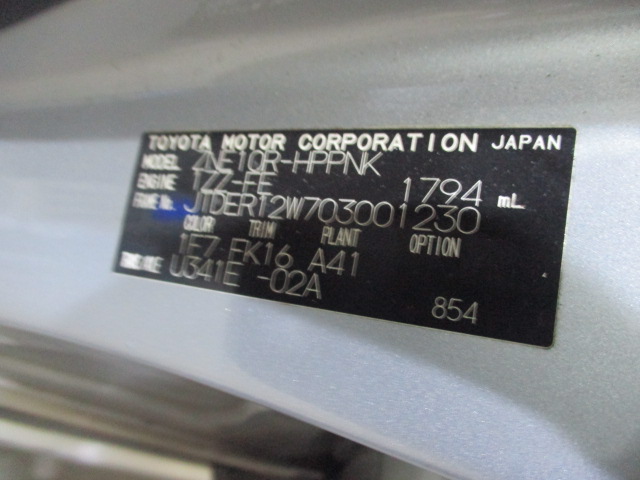 TOYOTA MOTOR CORPORATION JAPAN
MODEL ZNE10R-HPPNK
ENGINE 1ZZ-FE 1794 mL
FRAME No. JTDER12W703001230
COLOR TRIM PLANT OPTION
1F7 FK16 A41
TRANS/AXLE U341E -02A
854